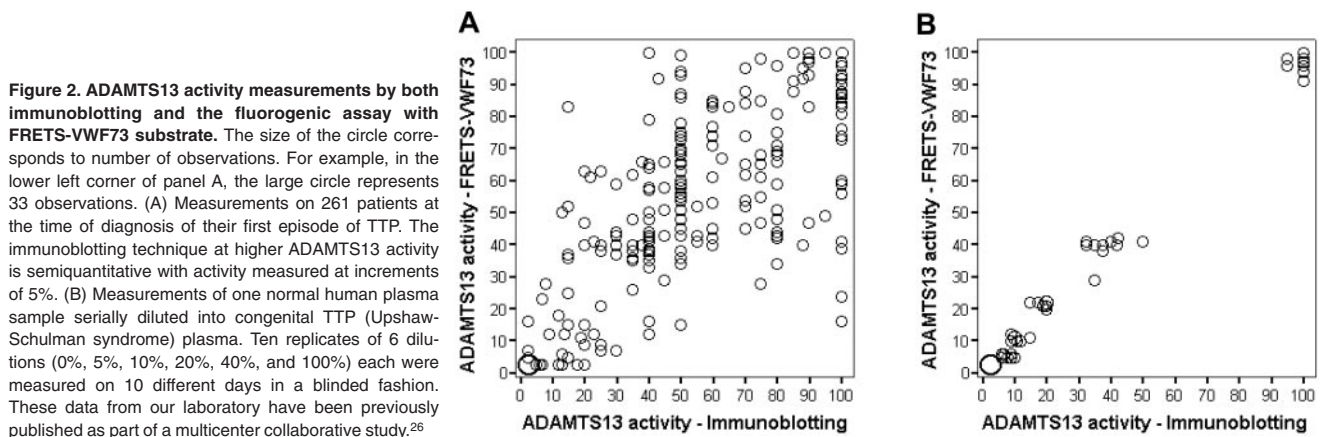 Figure 2. ADAMTS13 activity measurements by both
immunoblotting and the fluorogenic assay with
FRETS-VWF73 substrate. The size of the circle corre-
sponds to number of observations. For example, in the
lower left corner of panel A, the large circle represents
33 observations. (A) Measurements on 261 patients at
the time of diagnosis of their first episode of TTP. The
immunoblotting technique at higher ADAMTS13 activity
is semiquantitative with activity measured at increments
of 5%. (B) Measurements of one normal human plasma
sample serially diluted into congenital TTP (Upshaw-
Schulman syndrome) plasma. Ten replicates of 6 dilu-
tions (0%, 5%, 10%, 20%, 40%, and 100%) each were
measured on 10 different days in a blinded fashion.
These data from our laboratory have been previously
published as part of a multicenter collaborative study.26
A
ADAMTS13 activity - FRETS-VWF73
100
90
80
70
60
50
40
30
20
10
0
0 10 20 30 40 50 60 70 80 90 100
ADAMTS13 activity - Immunoblotting
B
ADAMTS13 activity - FRETS-VWF73
100
90
80
70
60
50
40
30
20
10
0
0 10 20 30 40 50 60 70 80 90 100
ADAMTS13 activity - Immunoblotting